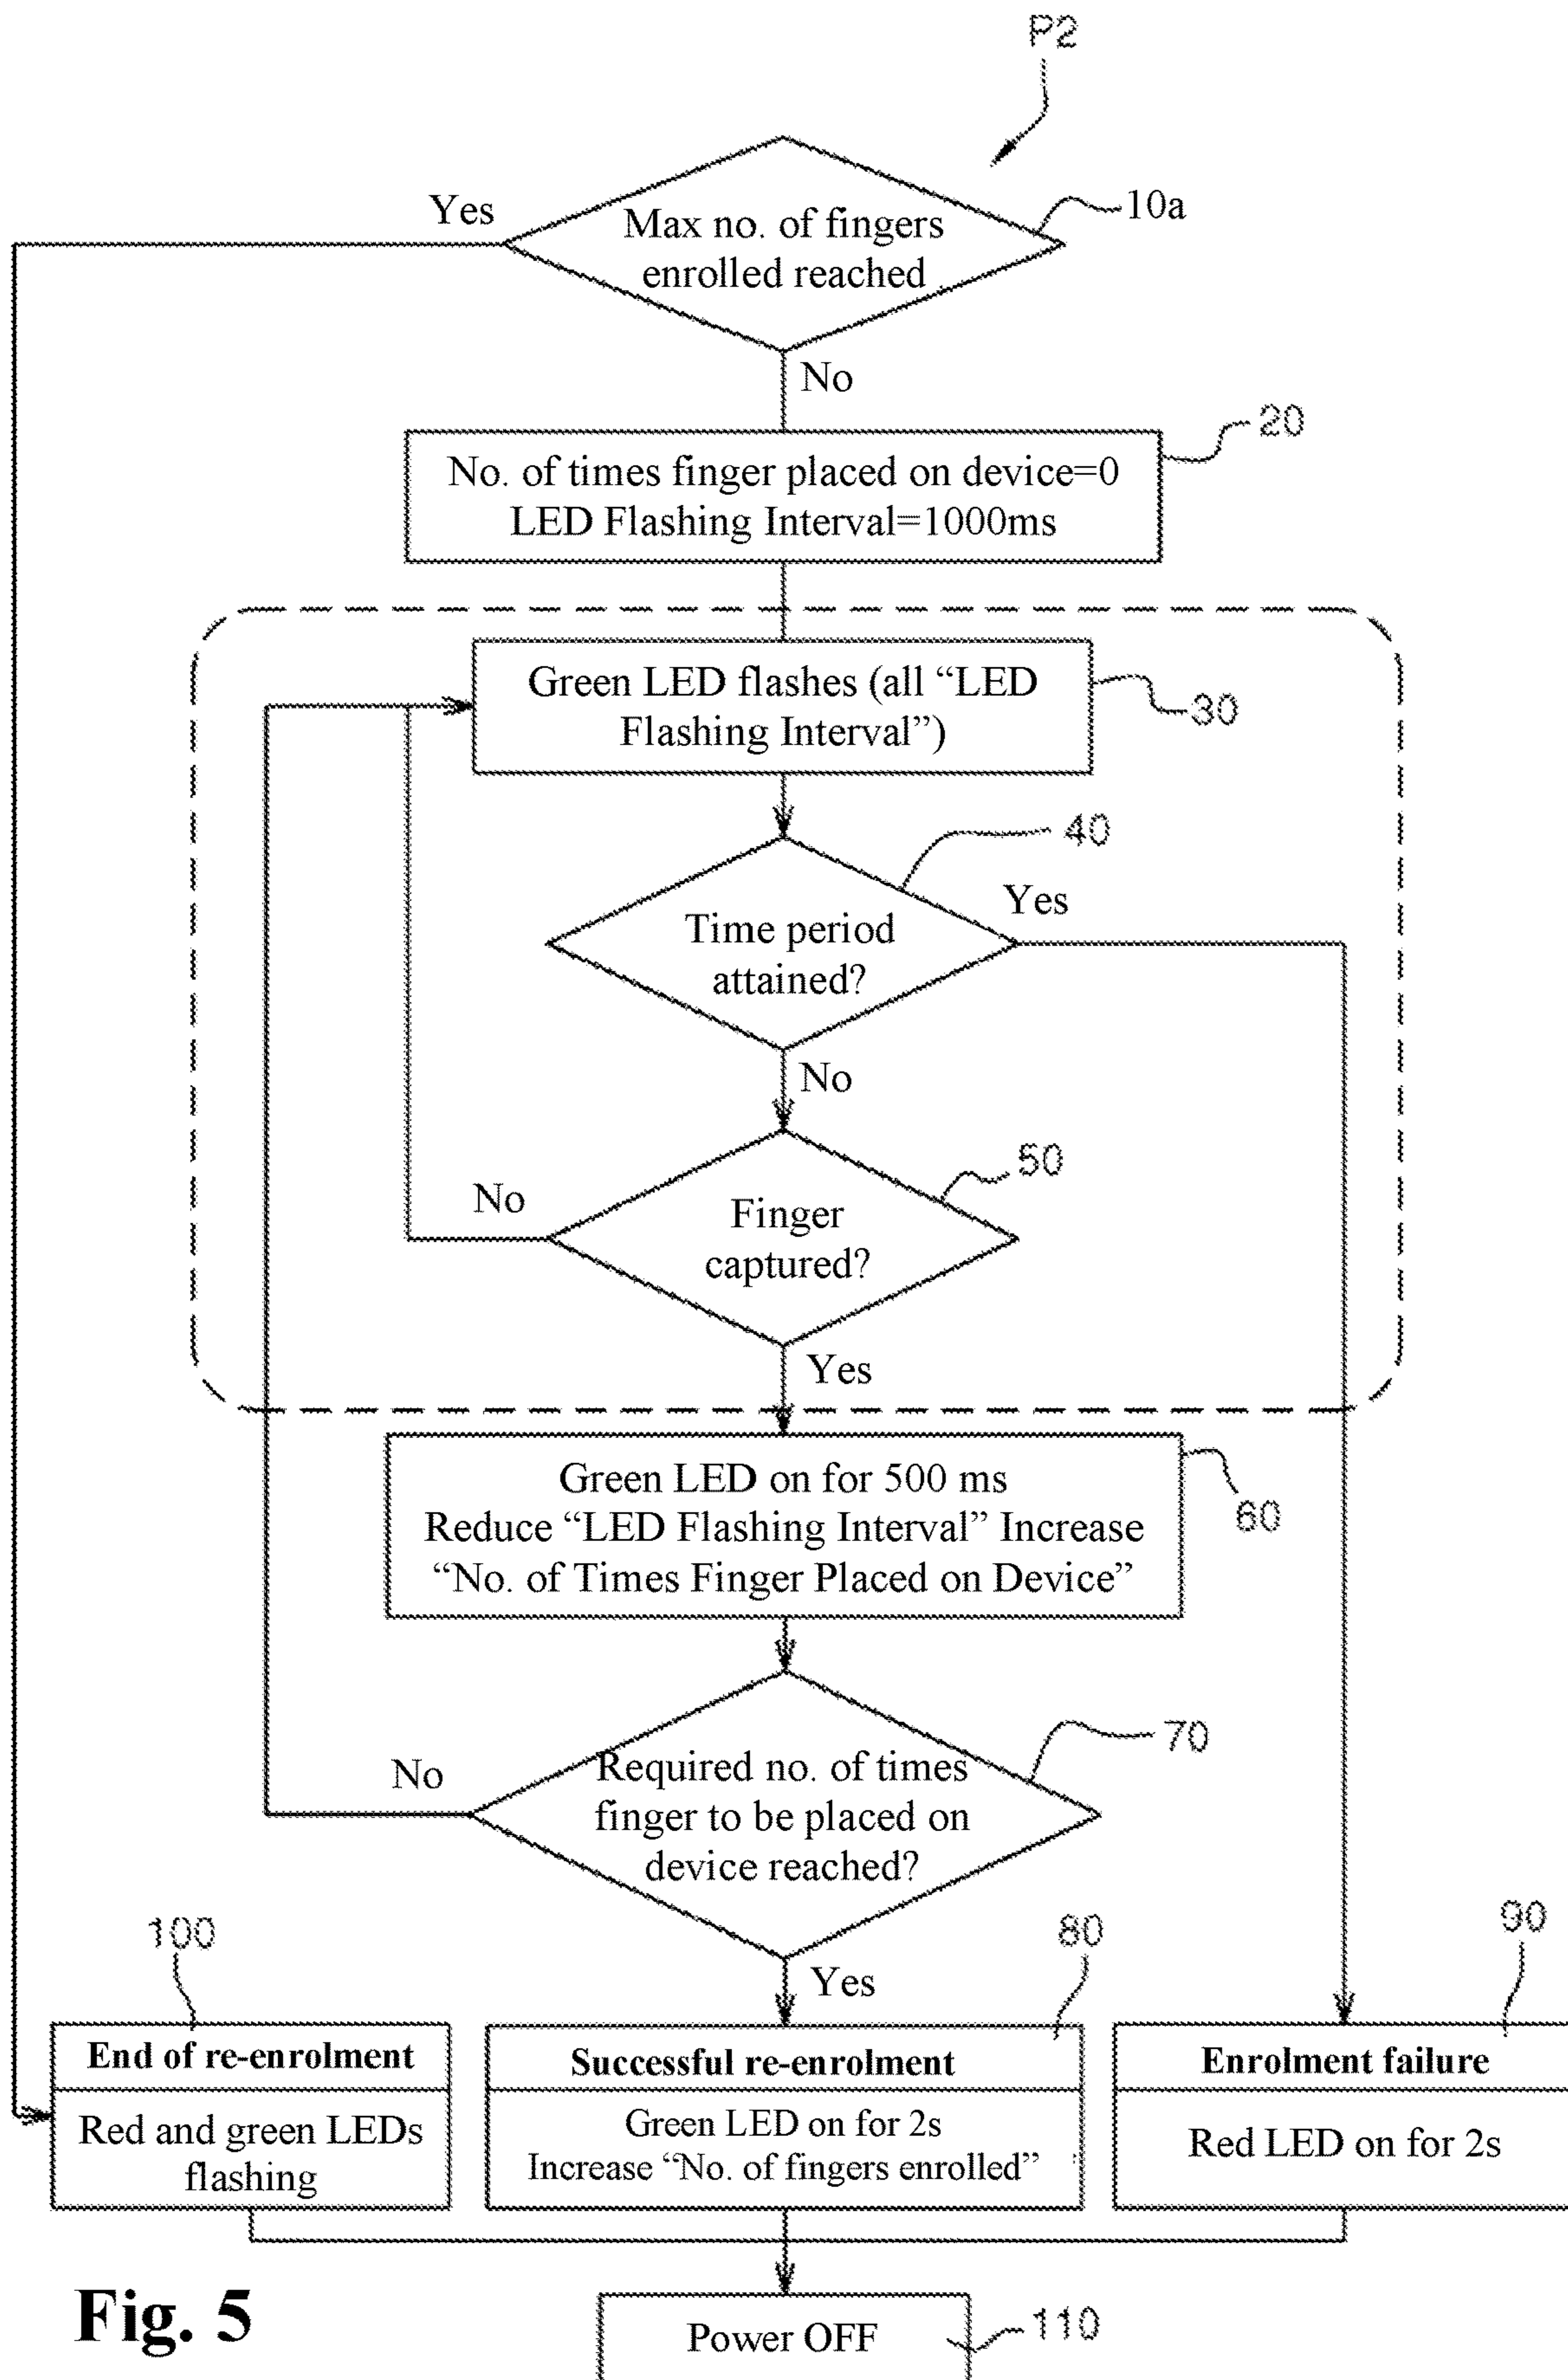 P2
Yes
10a
Max no. of fingers
enrolled reached
No
20
No. of times finger placed on device=0
LED Flashing Interval=1000ms
Green LED flashes (all “LED
Flashing Interval”)
30
40
Yes
Time period
attained?
No
50
No
Finger
captured?
Yes
Green LED on for 500 ms
Reduce “LED Flashing Interval” Increase
“No. of Times Finger Placed on Device”
60
70
No
Required no. of times
finger to be placed on
device reached?
100
80
90
Yes
End of re-enrolment
Red and green LEDs
flashing
Successful re-enrolment
Green LED on for 2s
Increase “No. of fingers enrolled”
Enrolment failure
Red LED on for 2s
Fig. 5
Power OFF
110